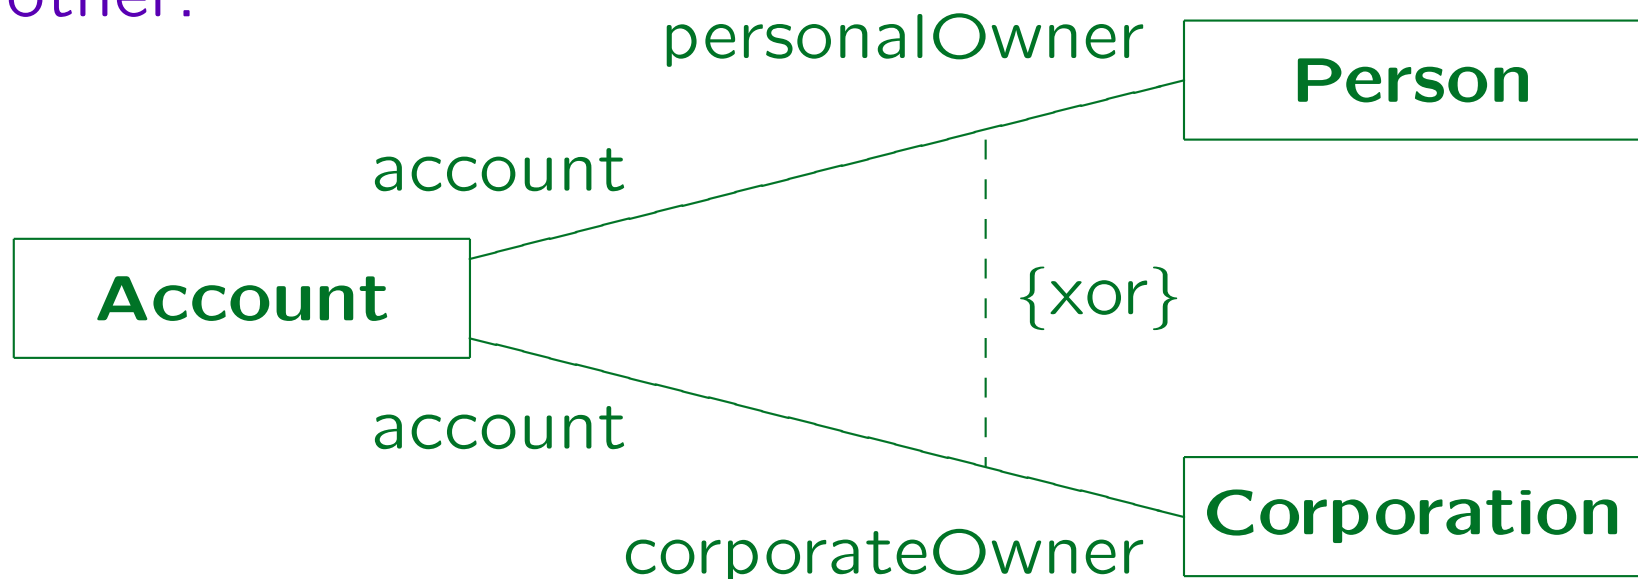 other.
personalOwner
Person
account
Account
{xor}
account
Corporation
corporateOwner